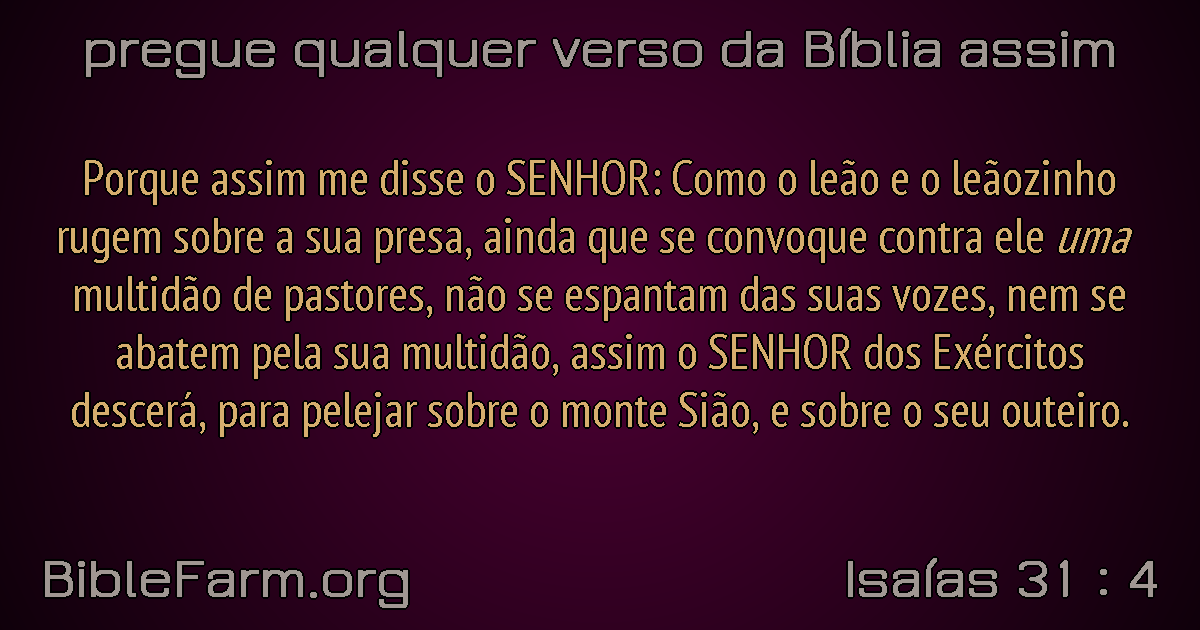 pregue qualquer verso da Bíblia assim
Porque assim me disse o SENHOR: Como o leão e o leãozinho
rugem sobre a sua presa, ainda que se convoque contra ele uma
multidão de pastores, não se espantam das suas vozes, nem se
abatem pela sua multidão, assim o SENHOR dos Exércitos
descerá, para pelejar sobre o monte Sião, e sobre o seu outeiro.
BibleFarm.org
Isaías 31 : 4